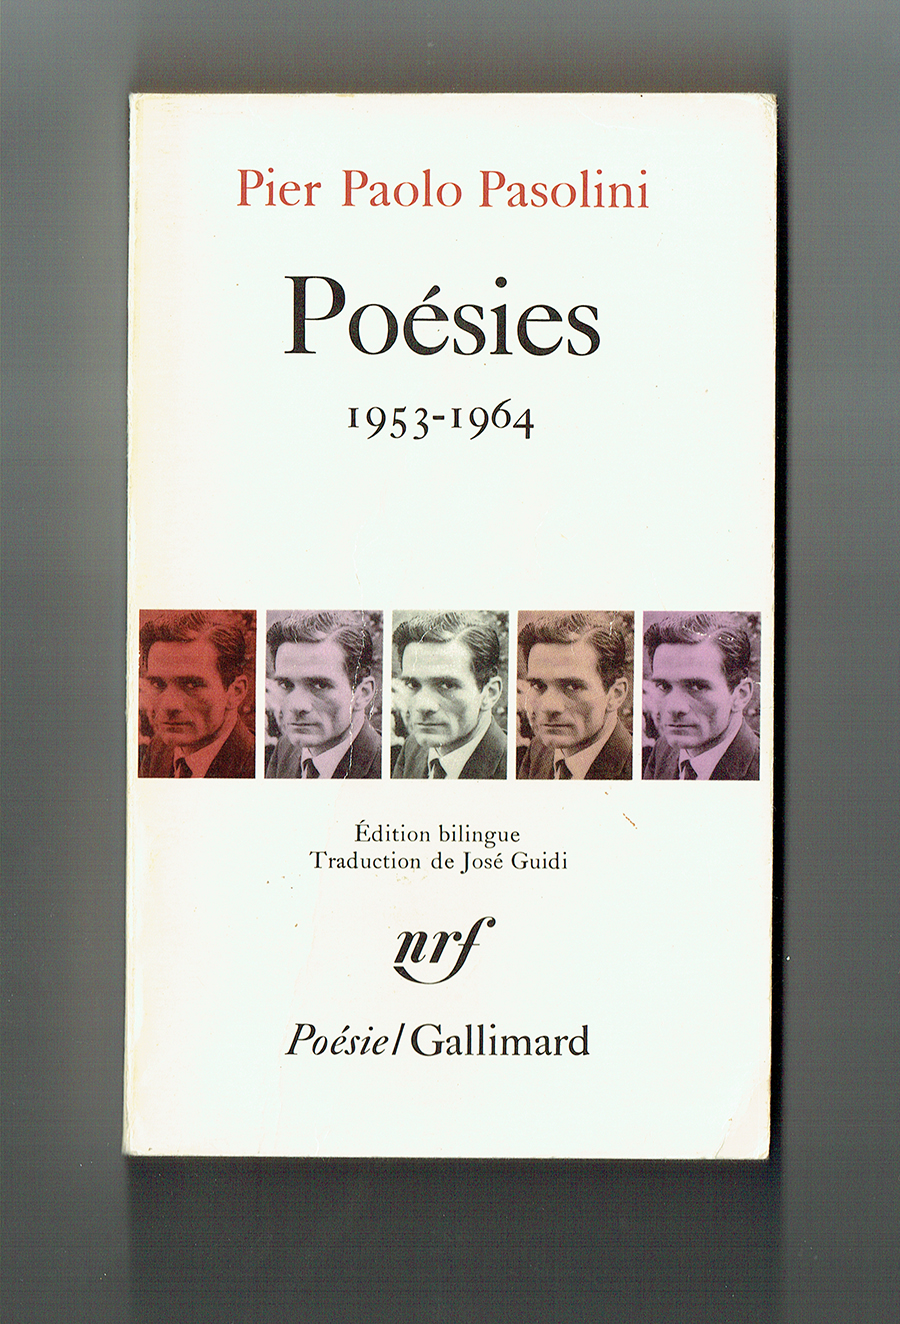 Pier Paolo Pasolini
Poésies
1953-1964
Édition bilingue
Traduction de José Guidi
nrf
Poésie/Gallimard